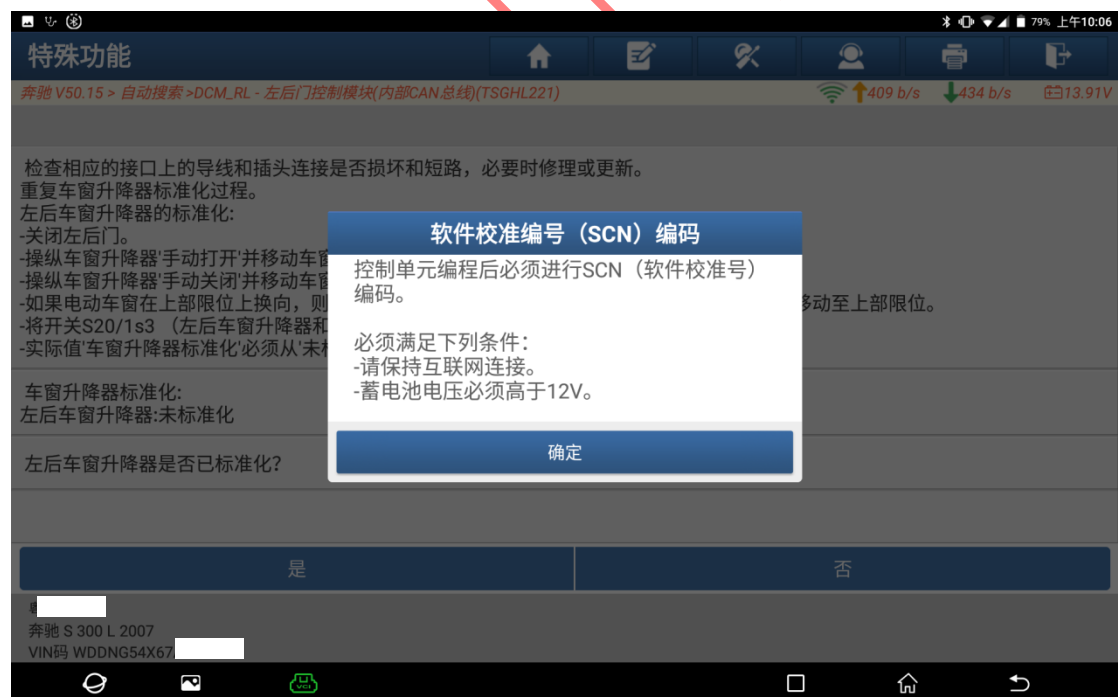 79% 上午10:06
特殊功能
奔驰 V50.15 > 自动搜索 >DCM_RL - 左后门控制模块(内部CAN总线)(TSGHL221)
409 b/s 434 b/s 13.91V
检查相应的接口上的导线和插头连接是否损坏和短路，必要时修理或更新。
重复车窗升降器标准化过程。
左后车窗升降器的标准化:
-关闭左后门。
-操纵车窗升降器'手动打开'并移动车窗
-操纵车窗升降器'手动关闭'并移动车窗
-如果电动车窗在上部限位上换向，则
移动至上部限位。
-将开关S20/1s3 （左后车窗升降器和
-实际值'车窗升降器标准化'必须从'未标
软件校准编号（SCN）编码
控制单元编程后必须进行SCN（软件校准号）
编码。
必须满足下列条件：
-请保持互联网连接。
-蓄电池电压必须高于12V。
确定
车窗升降器标准化:
左后车窗升降器:未标准化
左后车窗升降器是否已标准化?
是
否
奔驰 S 300 L 2007
VIN码 WDDNG54X67
VCI